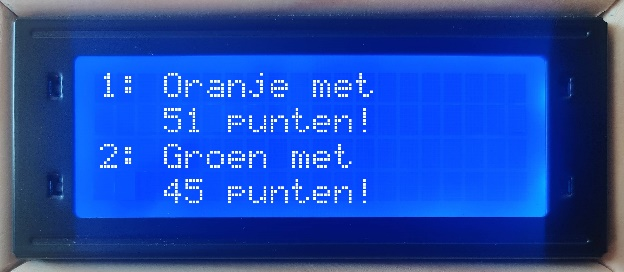 1: Oranje met
51 punten!
2: Groen met
45 punten!